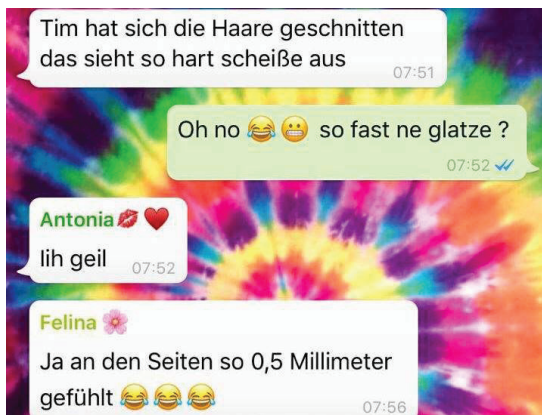 Tim hat sich die Haare geschnitten
das sieht so hart scheiße aus
07:51
Oh no 😂 😬 so fast ne glatze ?
07:52
Antonia💋 ❤️
Iih geil
07:52
Felina 🌸
Ja an den Seiten so 0,5 Millimeter
gefühlt 😂 😂 😂
07:56